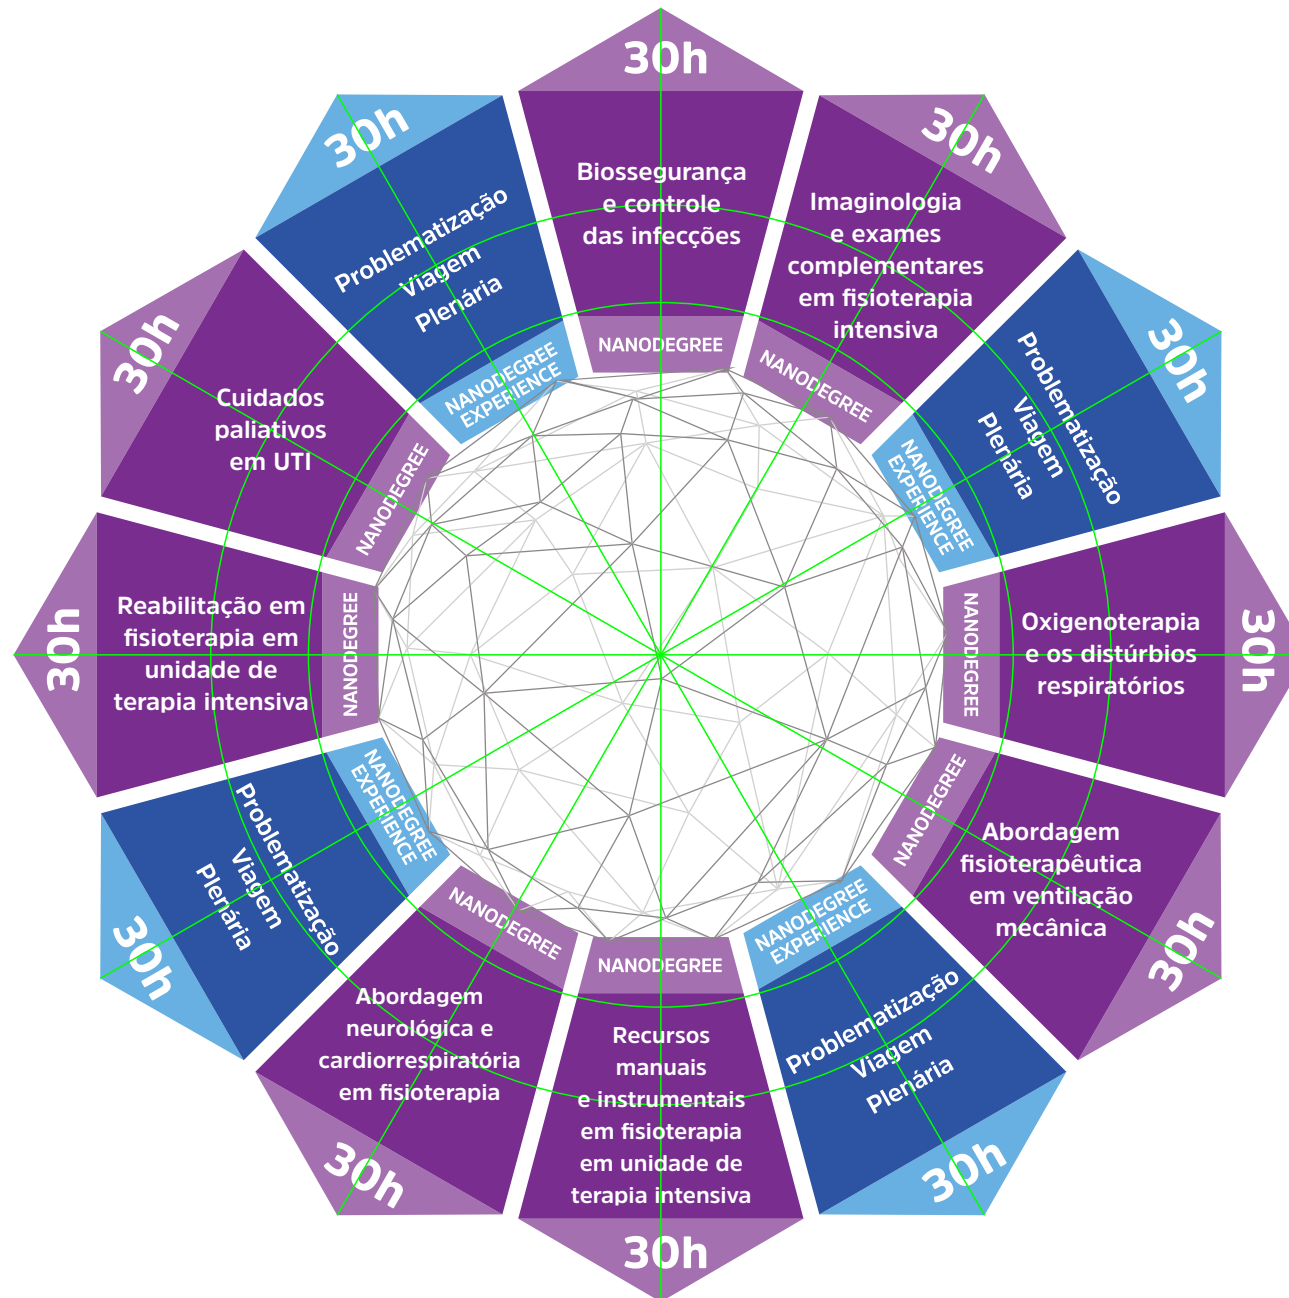 30h
Biossegurança
e controle
das infecções
NANODEGREE
30h
Imaginologia
e exames
complementares
em fisioterapia
intensiva
NANODEGREE
30h
Problematização
Viagem
Plenária
NANODEGREE
EXPERIENCE
30h
Oxigenoterapia
e os distúrbios
respiratórios
NANODEGREE
30h
Abordagem
fisioterapêutica
em ventilação
mecânica
NANODEGREE
30h
Problematização
Viagem
Plenária
NANODEGREE
EXPERIENCE
30h
Recursos
manuais
e instrumentais
em fisioterapia
em unidade de
terapia intensiva
NANODEGREE
30h
Abordagem
neurológica e
cardiorrespiratória
em fisioterapia
NANODEGREE
30h
Problematização
Viagem
Plenária
NANODEGREE
EXPERIENCE
30h
Reabilitação em
fisioterapia em
unidade de
terapia intensiva
NANODEGREE
30h
Cuidados
paliativos
em UTI
NANODEGREE
30h
Problematização
Viagem
Plenária
NANODEGREE
EXPERIENCE